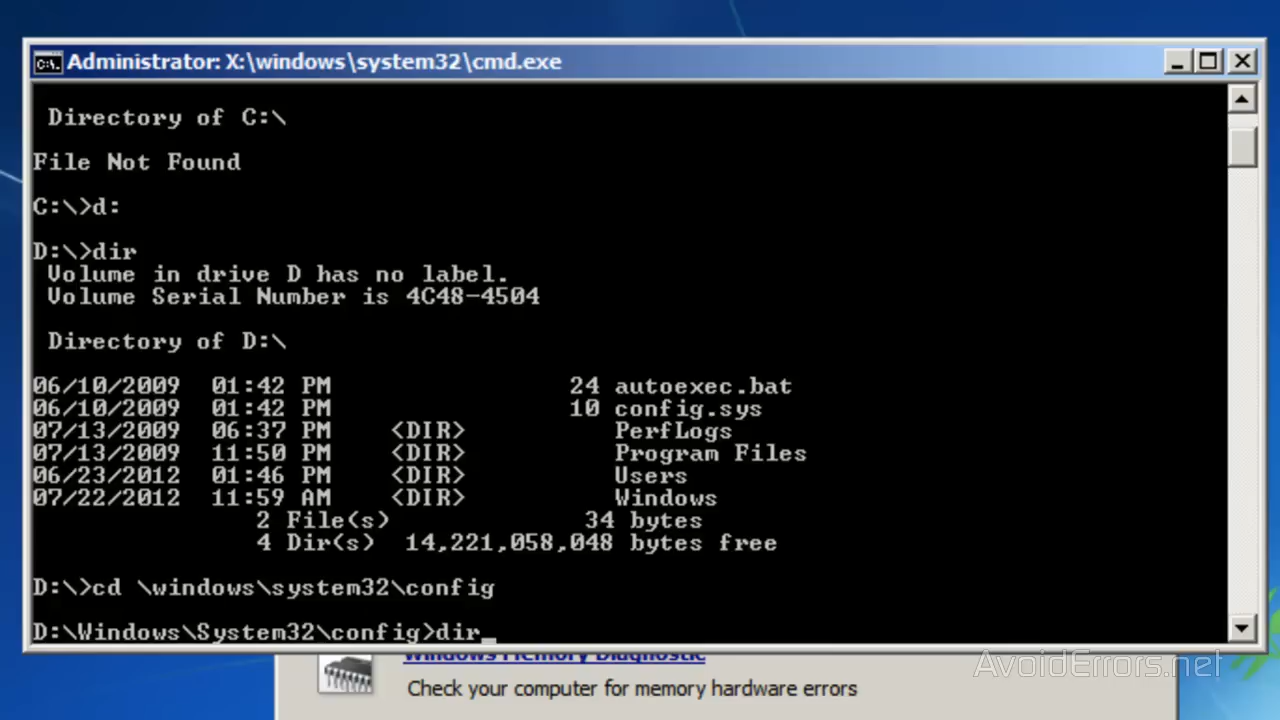 Administrator: X:\windows\system32\cmd.exe
Directory of C:\
File Not Found
C:\>d:
D:\>dir
Volume in drive D has no label.
Volume Serial Number is 4C48-4504
Directory of D:\
06/10/2009 01:42 PM 24 autoexec.bat
06/10/2009 01:42 PM 10 config.sys
07/13/2009 06:37 PM <DIR> PerfLogs
07/13/2009 11:50 PM <DIR> Program Files
06/23/2012 01:46 PM <DIR> Users
07/22/2012 11:59 AM <DIR> Windows
2 File(s) 34 bytes
4 Dir(s) 14,221,058,048 bytes free
D:\>cd \windows\system32\config
D:\Windows\System32\config>dir_
Windows Memory Diagnostic
AvoidErrors.net
Check your computer for memory hardware errors